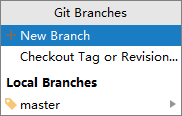 Git Branches
+ New Branch
Checkout Tag or Revision...
Local Branches
master